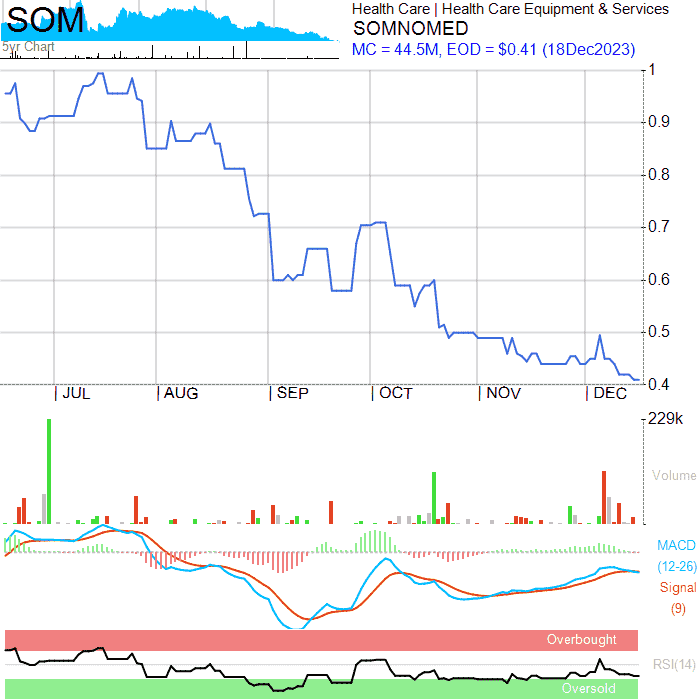 SOM
5yr Chart
Health Care | Health Care Equipment & Services
SOMNOMED
MC = 44.5M, EOD = $0.41 (18Dec2023)
1
0.9
0.8
0.7
0.6
0.5
0.4
JUL AUG SEP OCT NOV DEC
229k
Volume
MACD
(12-26)
Signal
(9)
Overbought
RSI(14)
Oversold